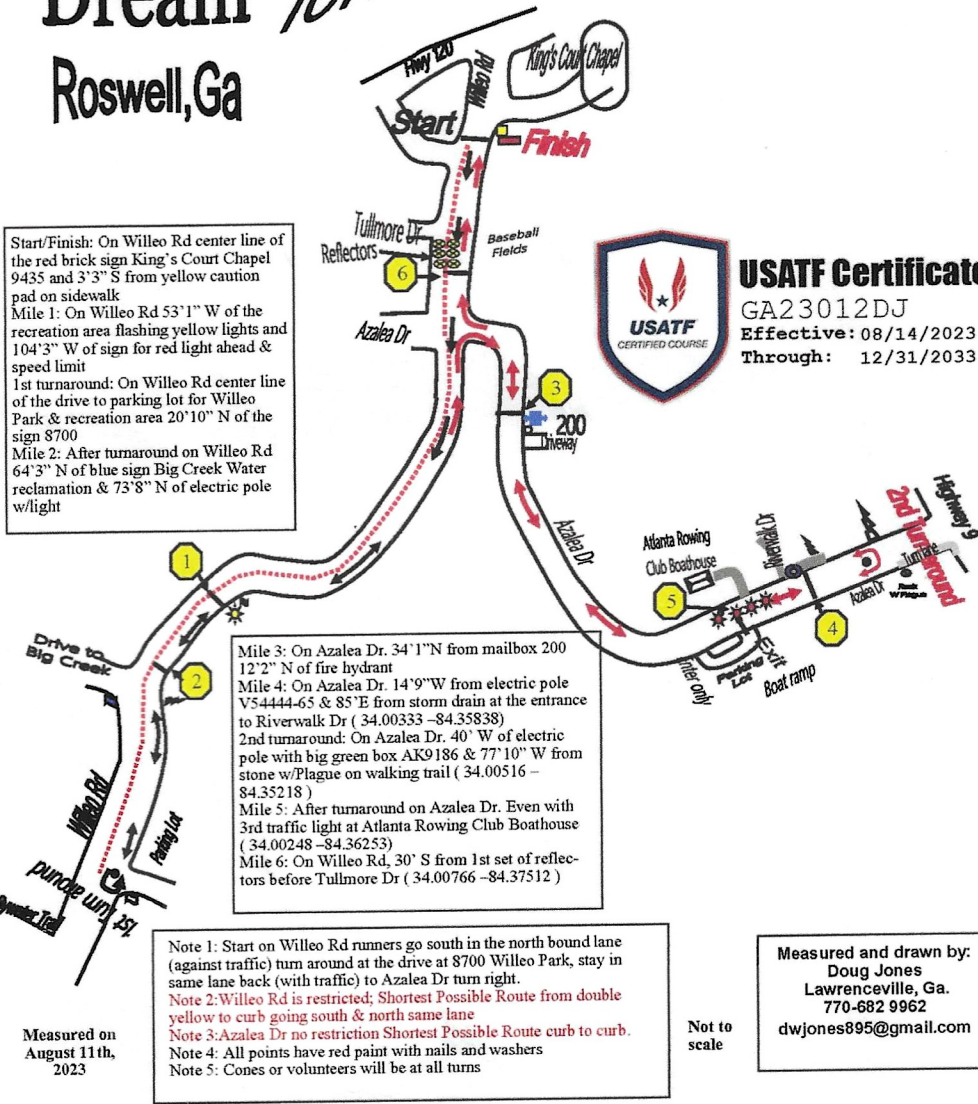 Dream
Roswell,Ga
Hwy 120
Willeo Rd
King's Court Chapel
Start
Finish
Tullmore Dr
Reflectors
Baseball
Fields
6
Azalea Dr
USATF
CERTIFIED COURSE
USATF Certificate
GA23012DJ
Effective: 08/14/2023
Through: 12/31/2033
Start/Finish: On Willeo Rd center line of
the red brick sign King's Court Chapel
9435 and 3'3" S from yellow caution
pad on sidewalk
Mile 1: On Willeo Rd 53'1" W of the
recreation area flashing yellow lights and
104'3" W of sign for red light ahead &
speed limit
1st turnaround: On Willeo Rd center line
of the drive to parking lot for Willeo
Park & recreation area 20'10" N of the
sign 8700
Mile 2: After turnaround on Willeo Rd
64'3" N of blue sign Big Creek Water
reclamation & 73'8" N of electric pole
w/light
3
200
Driveway
Azalea Dr
Atlanta Rowing
Club Boathouse
Riverwalk Dr
Highway 9
2nd Turn around
Turn lane
Rock
W Plague
Azalea Dr
5
4
Enter only
Parking
Lot
Exit
Boat ramp
1
Drive to
Big Creek
2
Willeo Rd
Parking Lot
1st Turn around
Trail
Mile 3: On Azalea Dr. 34'1"N from mailbox 200
12'2" N of fire hydrant
Mile 4: On Azalea Dr. 14'9"W from electric pole
V54444-65 & 85'E from storm drain at the entrance
to Riverwalk Dr ( 34.00333 –84.35838)
2nd turnaround: On Azalea Dr. 40' W of electric
pole with big green box AK9186 & 77'10" W from
stone w/Plague on walking trail ( 34.00516 –
84.35218 )
Mile 5: After turnaround on Azalea Dr. Even with
3rd traffic light at Atlanta Rowing Club Boathouse
( 34.00248 –84.36253)
Mile 6: On Willeo Rd, 30' S from 1st set of reflec-
tors before Tullmore Dr ( 34.00766 –84.37512 )
Note 1: Start on Willeo Rd runners go south in the north bound lane
(against traffic) turn around at the drive at 8700 Willeo Park, stay in
same lane back (with traffic) to Azalea Dr turn right.
Note 2:Willeo Rd is restricted; Shortest Possible Route from double
yellow to curb going south & north same lane
Note 3:Azalea Dr no restriction Shortest Possible Route curb to curb.
Note 4: All points have red paint with nails and washers
Note 5: Cones or volunteers will be at all turns
Measured on
August 11th,
2023
Not to
scale
Measured and drawn by:
Doug Jones
Lawrenceville, Ga.
770-682 9962
dwjones895@gmail.com